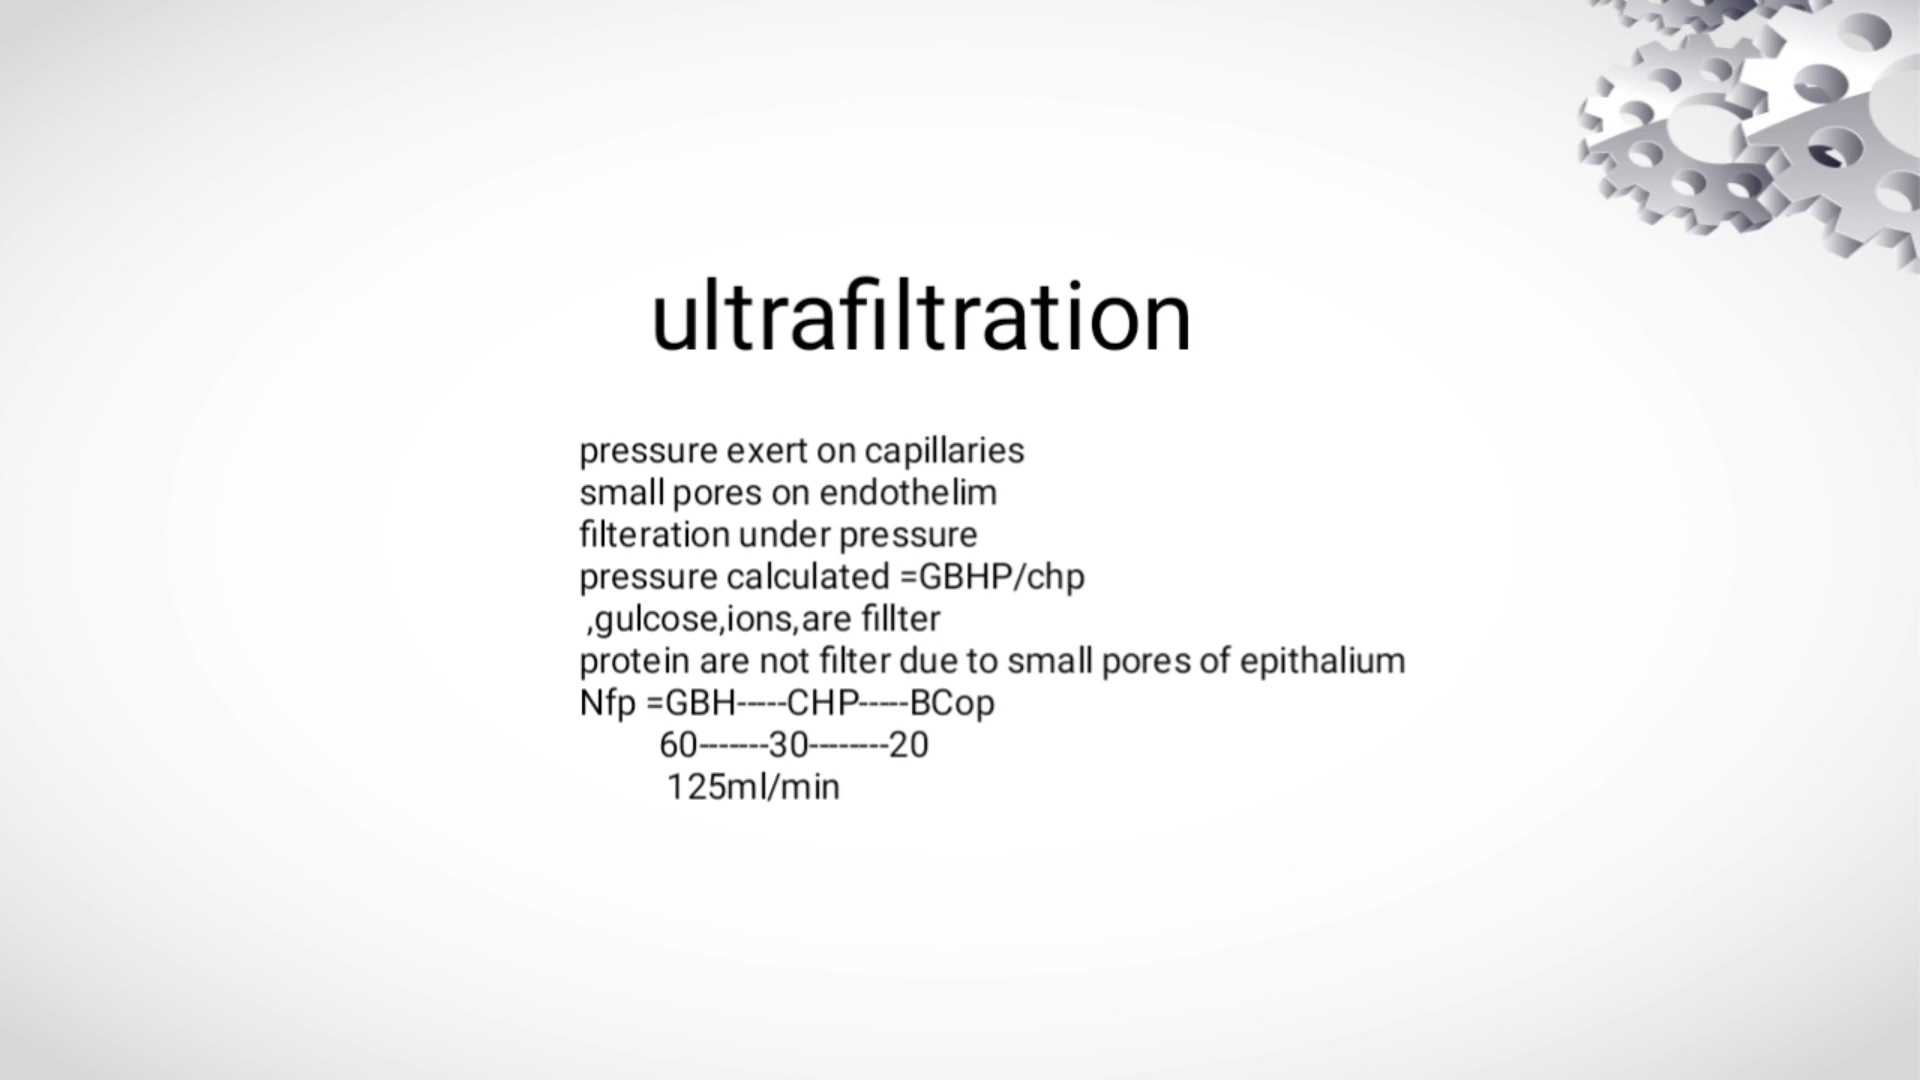 ultrafiltration
pressure exert on capillaries
small pores on endothelim
filteration under pressure
pressure calculated =GBHP/chp
,gulcose,ions,are fillter
protein are not filter due to small pores of epithalium
Nfp =GBH-----CHP-----BCop
60-------30--------20
125ml/min